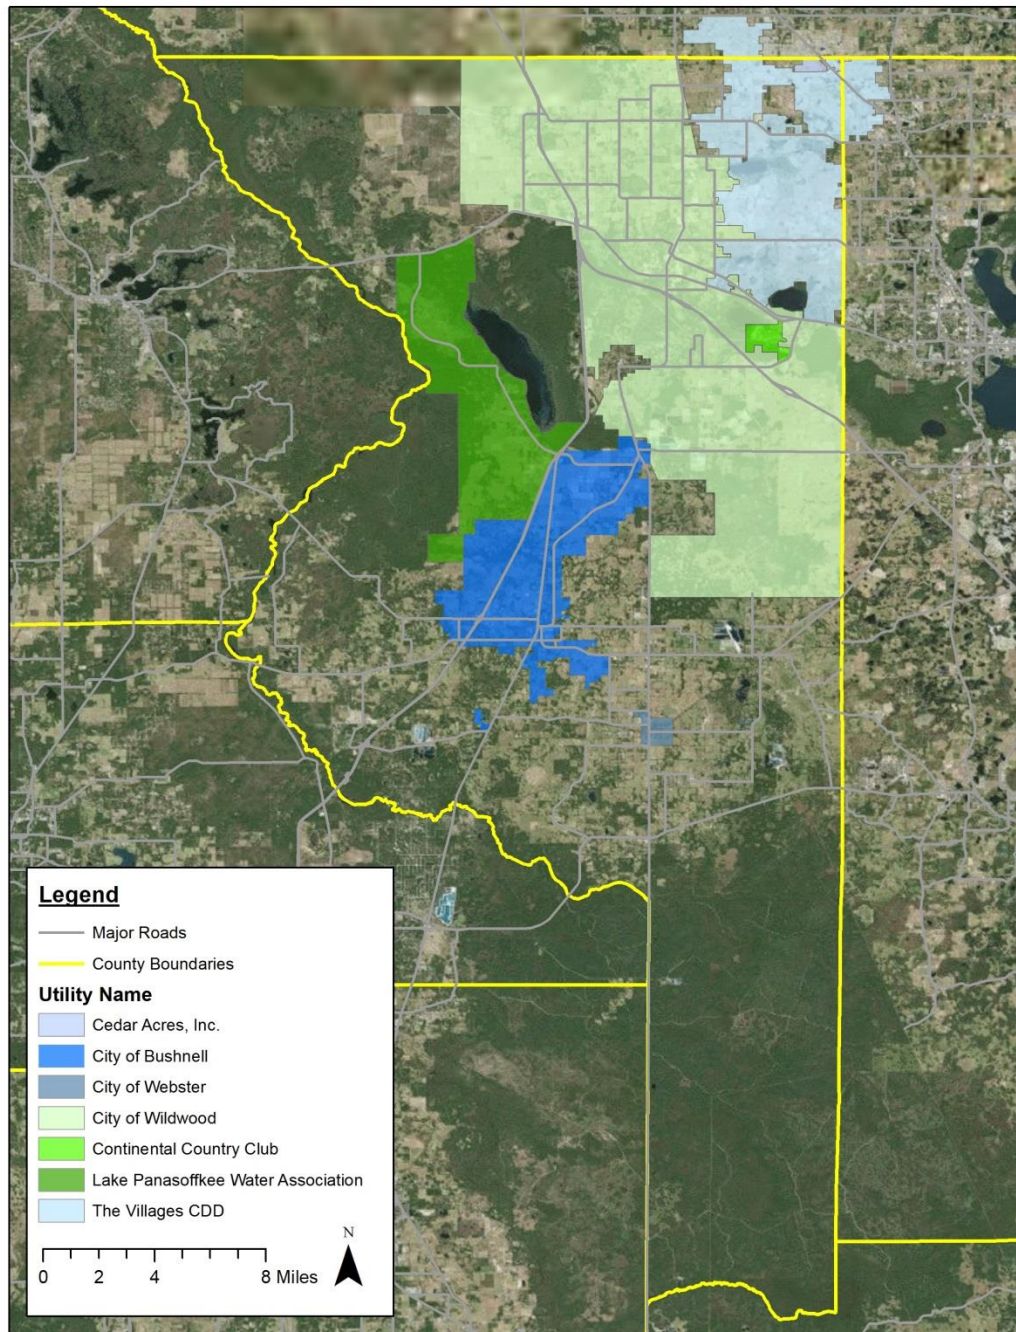 Legend
Major Roads
County Boundaries
Utility Name
Cedar Acres, Inc.
City of Bushnell
City of Webster
City of Wildwood
Continental Country Club
Lake Panasoffkee Water Association
The Villages CDD
N
0 2 4 8 Miles